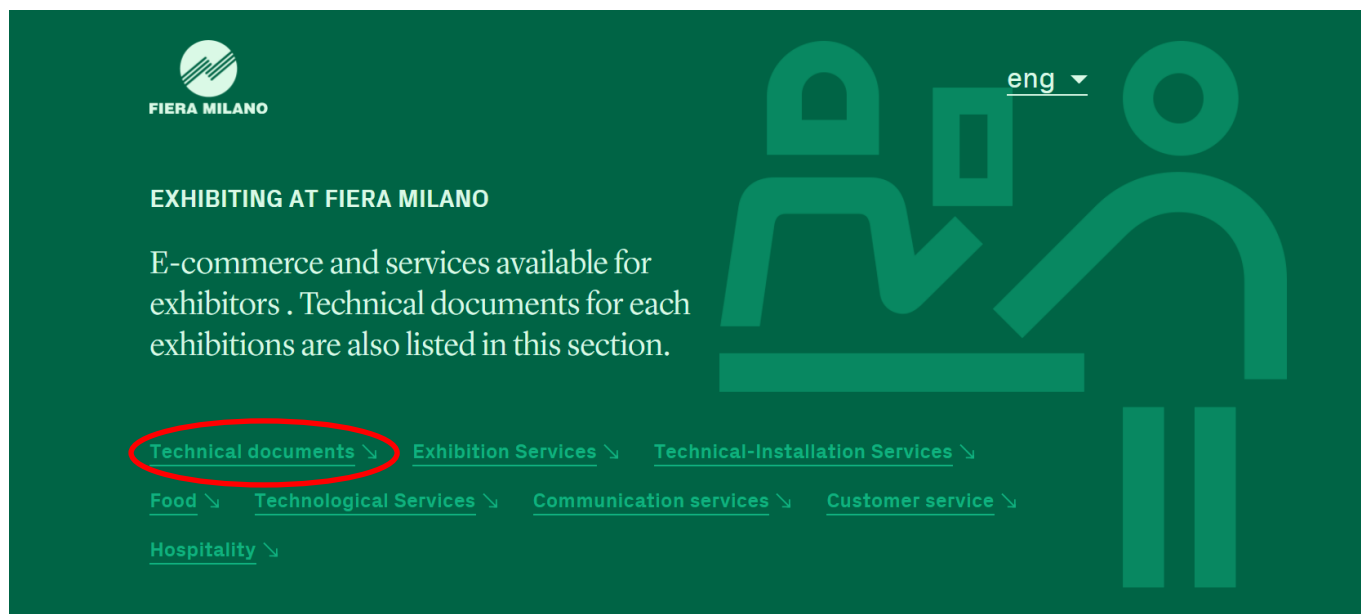 FIERA MILANO
eng
EXHIBITING AT FIERA MILANO
E-commerce and services available for
exhibitors . Technical documents for each
exhibitions are also listed in this section.
Technical documents ↘ Exhibition Services ↘ Technical-Installation Services ↘
Food ↘ Technological Services ↘ Communication services ↘ Customer service ↘
Hospitality ↘